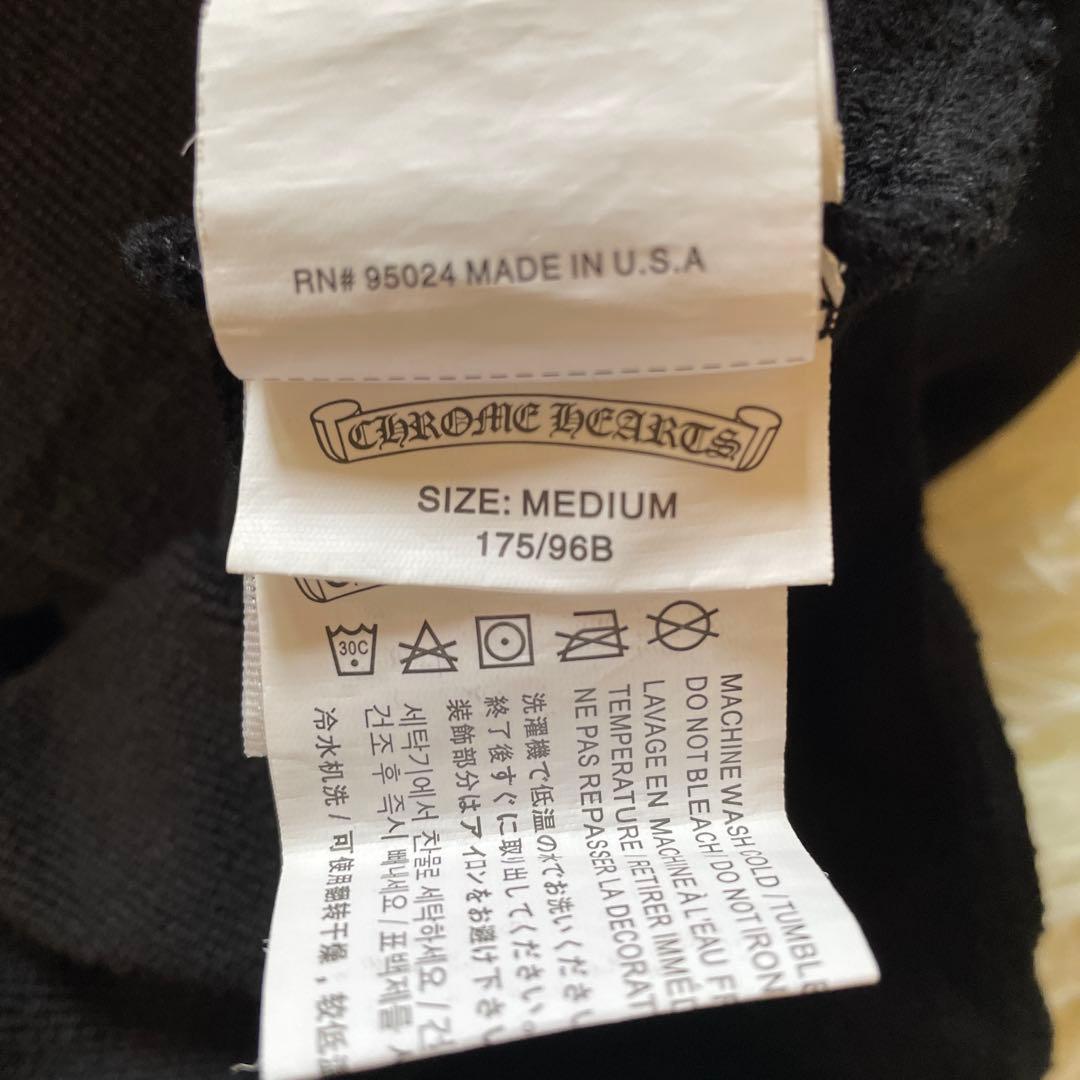 RN# 95024 MADE IN U.S.A
CHROME HEARTS
SIZE: MEDIUM
175/96B
30C
MACHINE WASH COLD / TUMBLE
DO NOT BLEACH / DO NOT IRON
LAVAGE EN MACHINE À L'EAU
TEMPERATURE / RETIRER
NE PAS REPASSER LA
洗濯機で低温の水でお洗いくださ
終了後すぐに取り出してください。
装飾部分はアイロンをお避け下さ
세탁기에서 찬물로 세탁하세요 / 건
건조 후 즉시 빼내세요 / 표백제를
冷水机洗 / 可使用翻转干燥，较低温